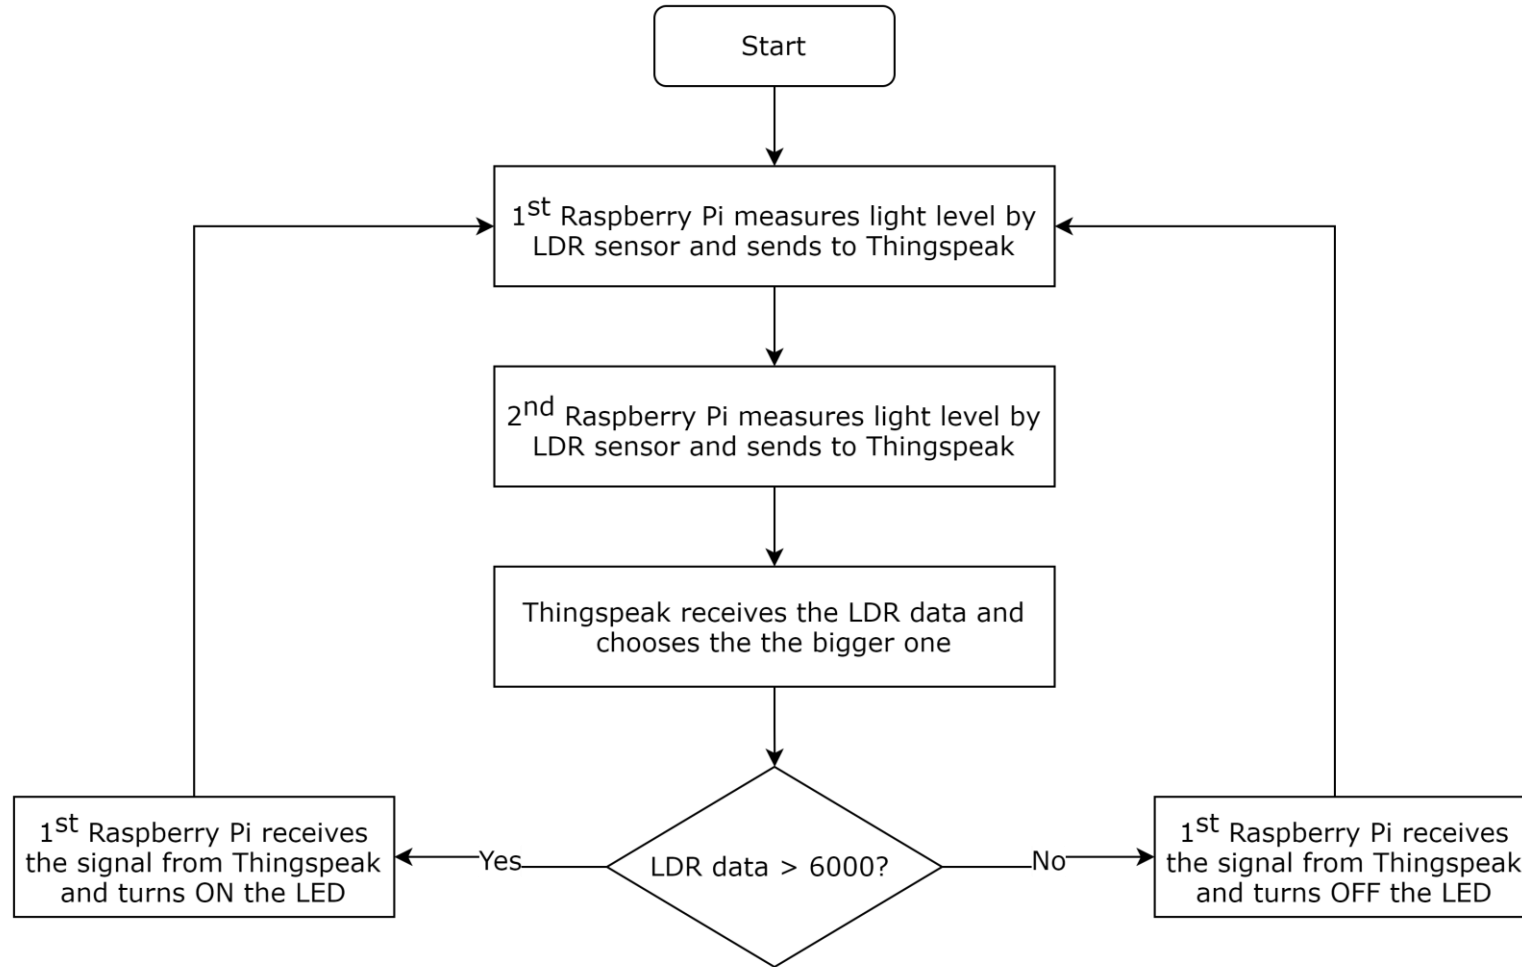 Start
1st Raspberry Pi measures light level by
LDR sensor and sends to Thingspeak
2nd Raspberry Pi measures light level by
LDR sensor and sends to Thingspeak
Thingspeak receives the LDR data and
chooses the the bigger one
LDR data > 6000?
Yes
No
1st Raspberry Pi receives
the signal from Thingspeak
and turns ON the LED
1st Raspberry Pi receives
the signal from Thingspeak
and turns OFF the LED